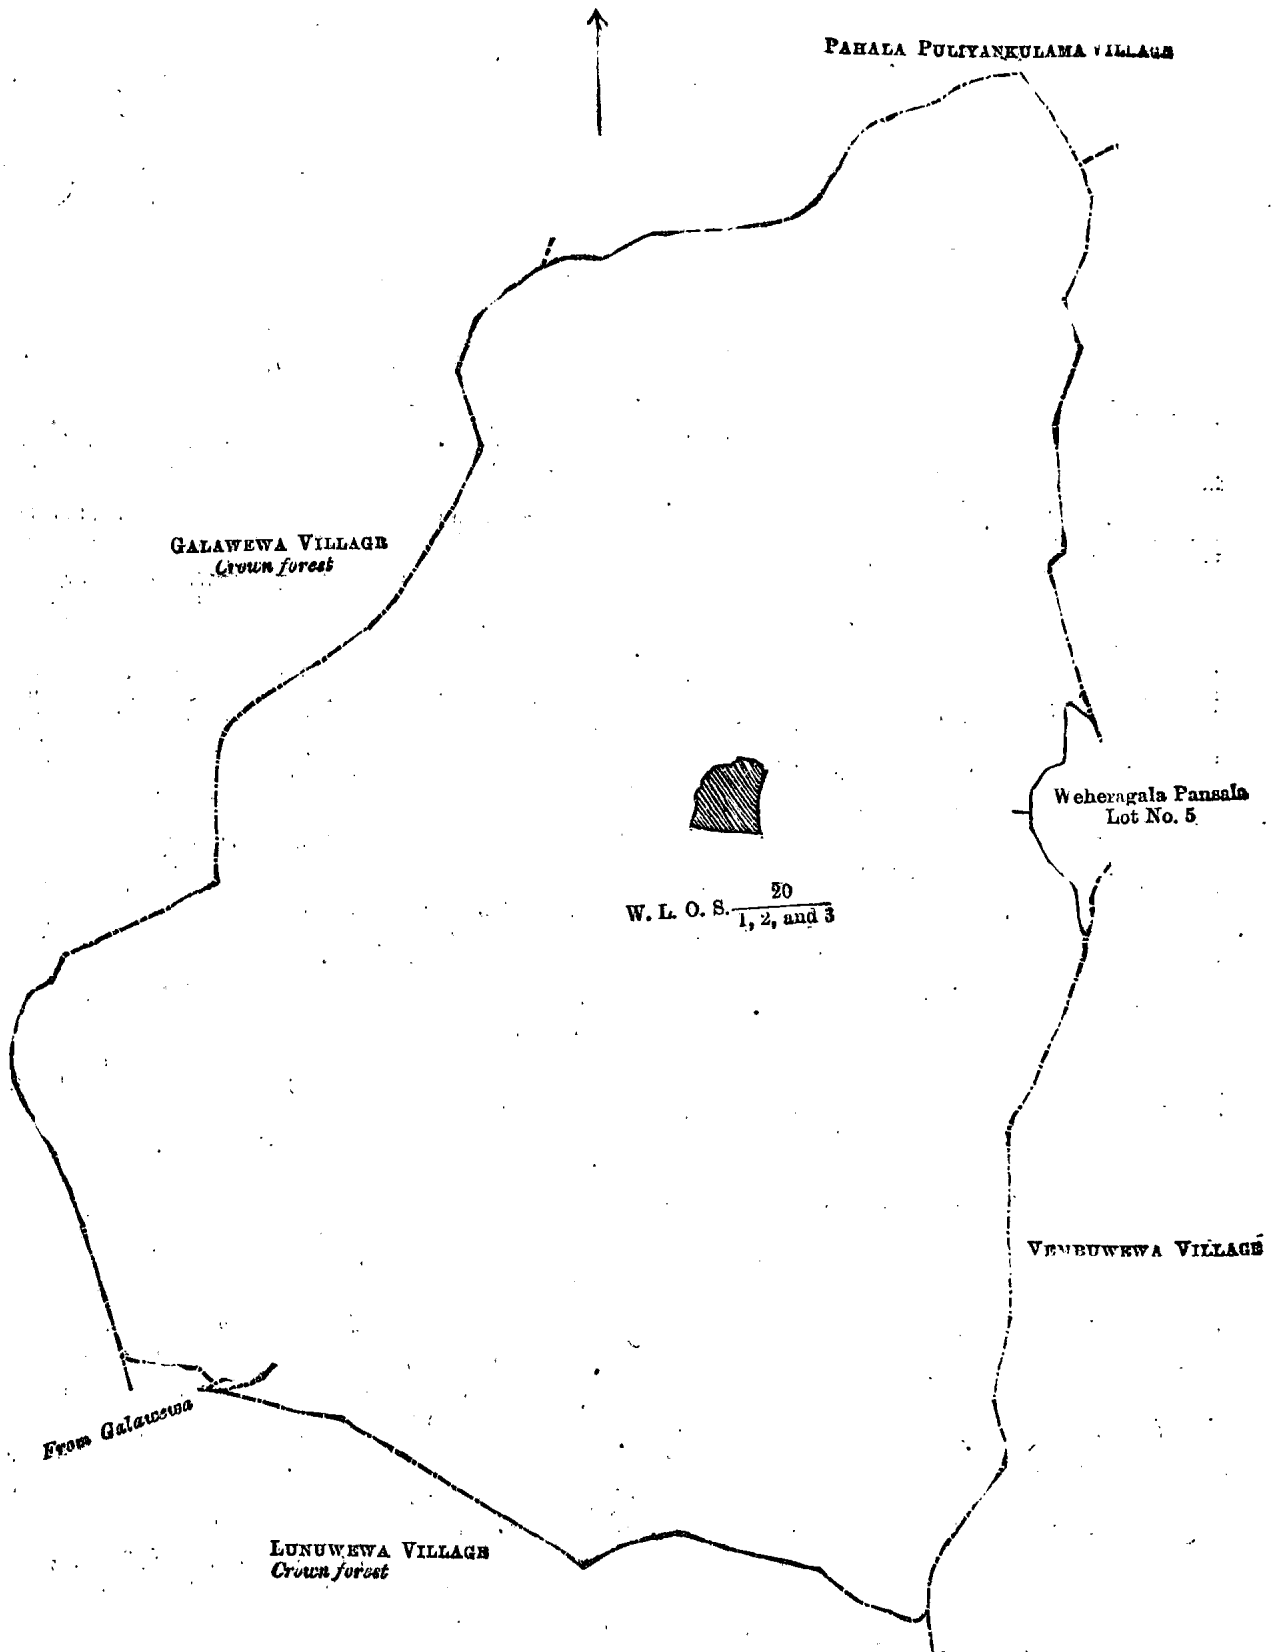 PAHALA PULIYANKULAMA VILLAGE
GALAWEWA VILLAGE
Crown forest
Weheragala Pansala
Lot No. 5
W. L. O. S. 20
1, 2, and 3
VEMBUWEWA VILLAGE
From Galawewa
LUNUWEWA VILLAGE
Crown forest